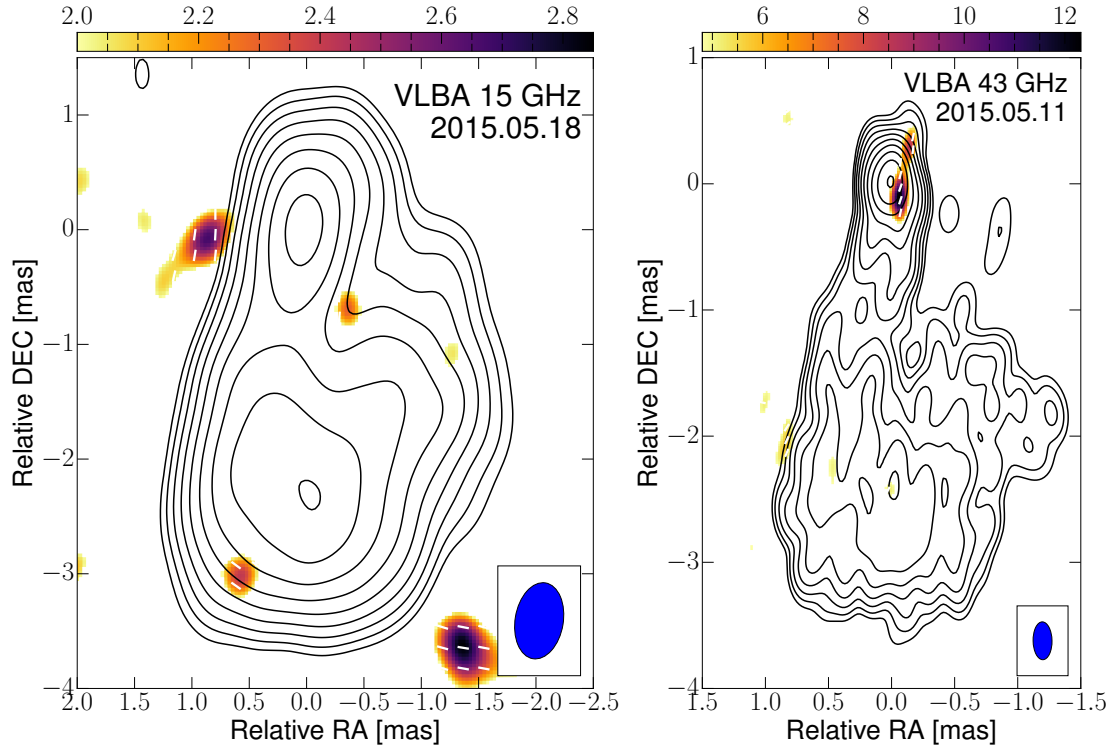 2.0 2.2 2.4 2.6 2.8
VLBA 15 GHz
2015.05.18
1
0
−1
−2
−3
−4
Relative DEC [mas]
2.0 1.5 1.0 0.5 0.0 −0.5 −1.0 −1.5 −2.0 −2.5
Relative RA [mas]
6 8 10 12
VLBA 43 GHz
2015.05.11
1
0
−1
−2
−3
−4
Relative DEC [mas]
1.0 0.5 0.0 −0.5 −1.0 −1.5
Relative RA [mas]